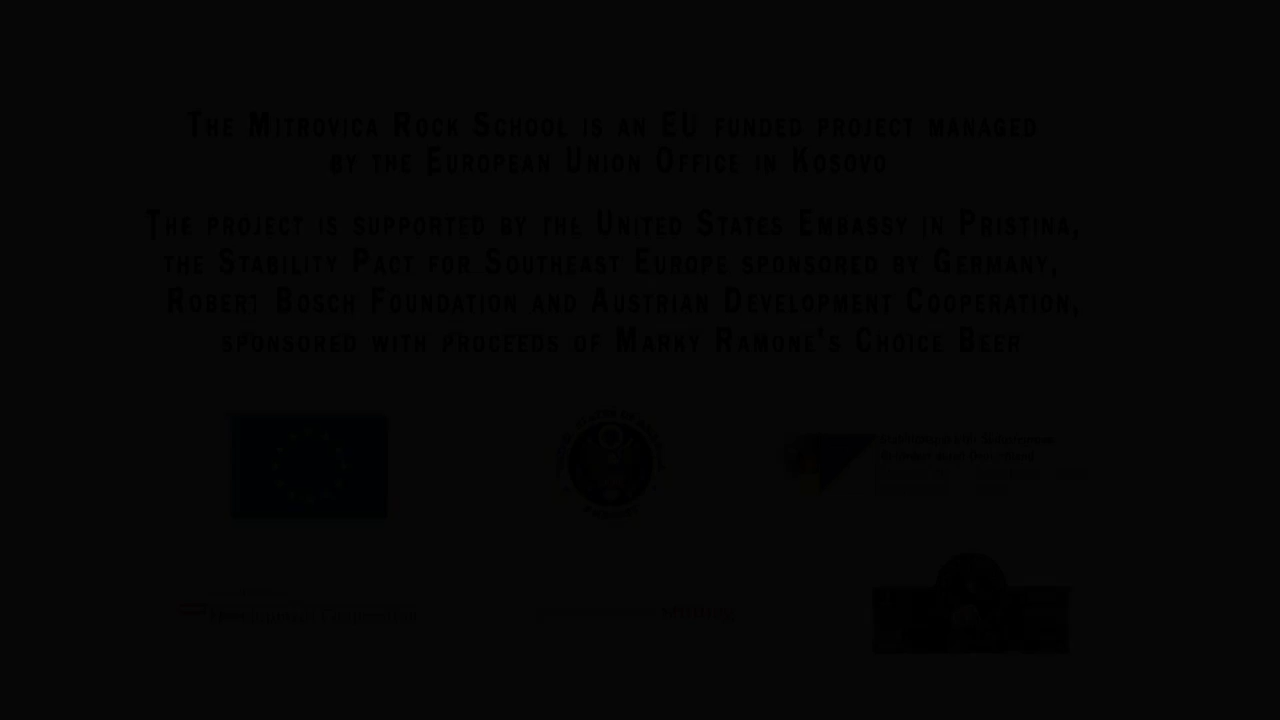 The Mitrovica Rock School is an EU funded project managed
by the European Union Office in Kosovo
The project is supported by the United States Embassy in Pristina,
the Stability Pact for Southeast Europe sponsored by Germany,
Robert Bosch Foundation and Austrian Development Cooperation,
sponsored with proceeds of Marky Ramone's Choice Beer